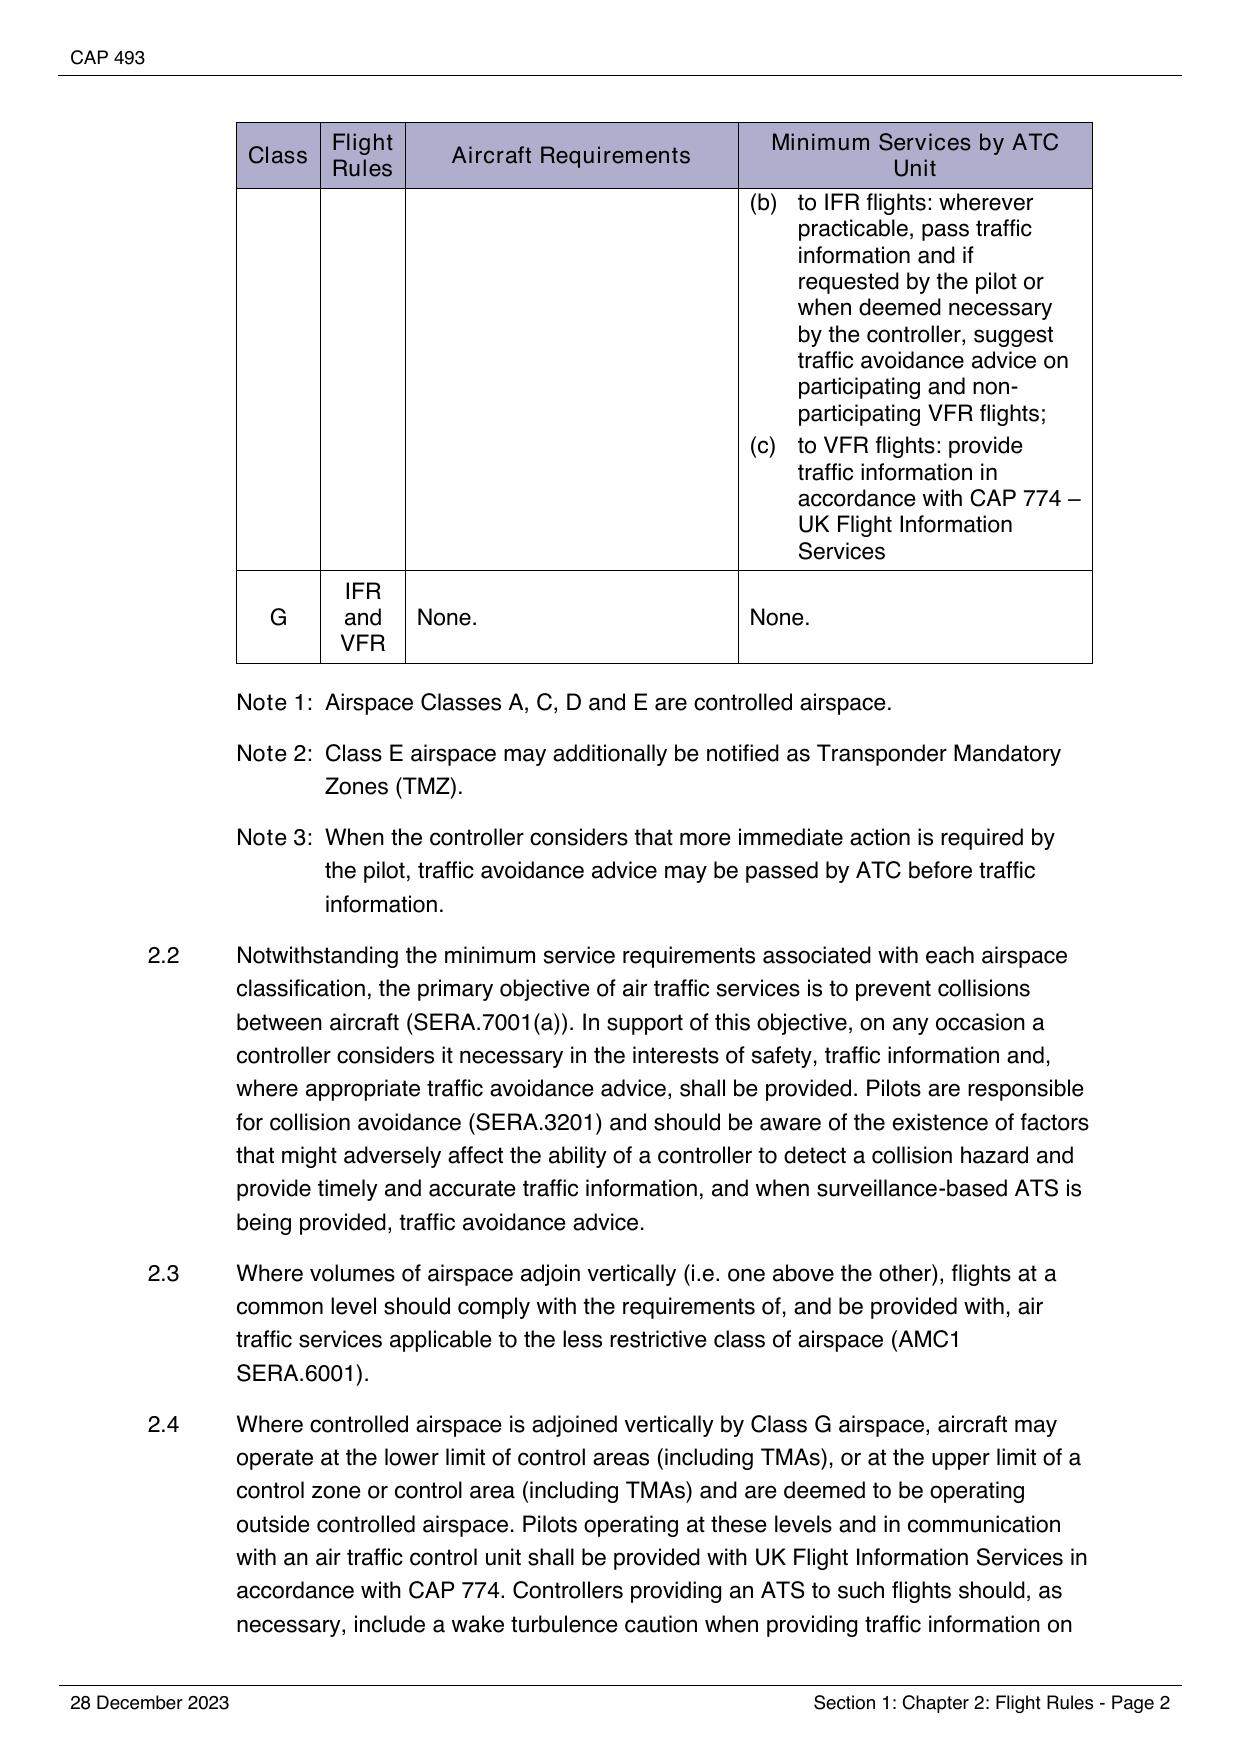 CAP 493
Class
Flight
Rules
Aircraft Requirements
Minimum Services by ATC
Unit
(b) to IFR flights: wherever
practicable, pass traffic
information and if
requested by the pilot or
when deemed necessary
by the controller, suggest
traffic avoidance advice on
participating and non-
participating VFR flights;
(c) to VFR flights: provide
traffic information in
accordance with CAP 774 –
UK Flight Information
Services
G
IFR
and
VFR
None.
None.
Note 1: Airspace Classes A, C, D and E are controlled airspace.
Note 2: Class E airspace may additionally be notified as Transponder Mandatory
Zones (TMZ).
Note 3: When the controller considers that more immediate action is required by
the pilot, traffic avoidance advice may be passed by ATC before traffic
information.
2.2 Notwithstanding the minimum service requirements associated with each airspace
classification, the primary objective of air traffic services is to prevent collisions
between aircraft (SERA.7001(a)). In support of this objective, on any occasion a
controller considers it necessary in the interests of safety, traffic information and,
where appropriate traffic avoidance advice, shall be provided. Pilots are responsible
for collision avoidance (SERA.3201) and should be aware of the existence of factors
that might adversely affect the ability of a controller to detect a collision hazard and
provide timely and accurate traffic information, and when surveillance-based ATS is
being provided, traffic avoidance advice.
2.3 Where volumes of airspace adjoin vertically (i.e. one above the other), flights at a
common level should comply with the requirements of, and be provided with, air
traffic services applicable to the less restrictive class of airspace (AMC1
SERA.6001).
2.4 Where controlled airspace is adjoined vertically by Class G airspace, aircraft may
operate at the lower limit of control areas (including TMAs), or at the upper limit of a
control zone or control area (including TMAs) and are deemed to be operating
outside controlled airspace. Pilots operating at these levels and in communication
with an air traffic control unit shall be provided with UK Flight Information Services in
accordance with CAP 774. Controllers providing an ATS to such flights should, as
necessary, include a wake turbulence caution when providing traffic information on
28 December 2023
Section 1: Chapter 2: Flight Rules - Page 2